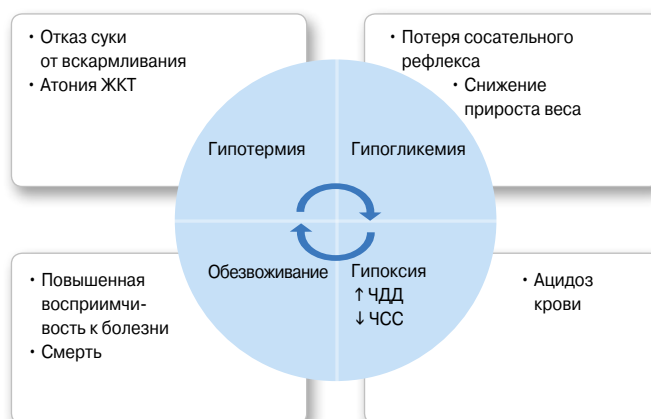 • Отказ суки
от вскармливания
• Атония ЖКТ
• Потеря сосательного
рефлекса
• Снижение
прироста веса
Гипотермия
Гипогликемия
Обезвоживание
Гипоксия
↑ ЧДД
↓ ЧСС
• Повышенная
восприимчи-
вость к болезни
• Смерть
• Ацидоз
крови